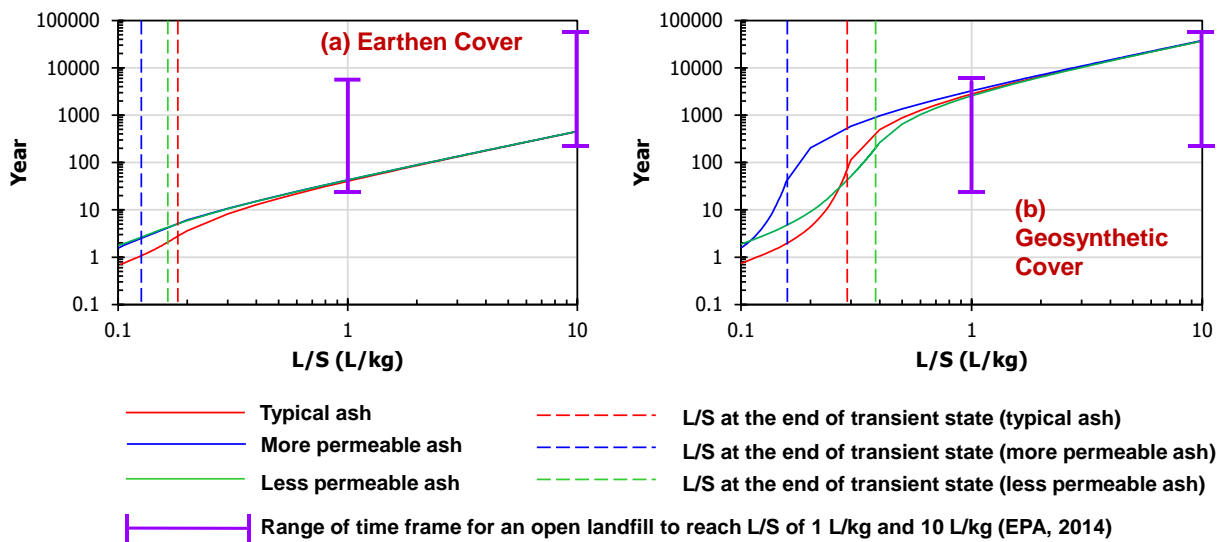 100000
10000
1000
100
10
1
0.1
Year
(a) Earthen Cover
0.1
1
10
L/S (L/kg)
100000
10000
1000
100
10
1
0.1
Year
(b)
Geosynthetic
Cover
0.1
1
10
L/S (L/kg)
Typical ash
L/S at the end of transient state (typical ash)
More permeable ash
L/S at the end of transient state (more permeable ash)
Less permeable ash
L/S at the end of transient state (less permeable ash)
Range of time frame for an open landfill to reach L/S of 1 L/kg and 10 L/kg (EPA, 2014)